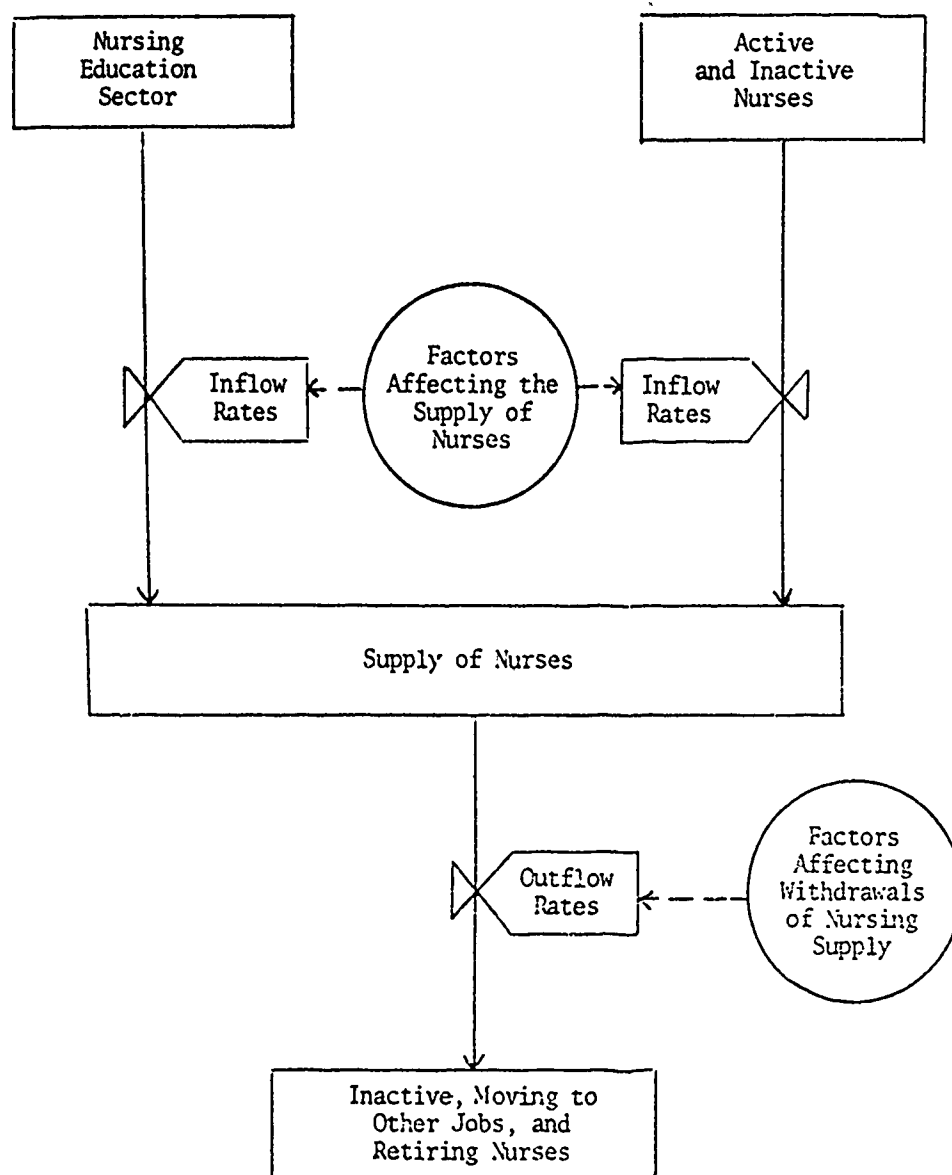 Nursing
Education
Sector
Active
and Inactive
Nurses
Inflow
Rates
Factors
Affecting the
Supply of
Nurses
Inflow
Rates
Supply of Nurses
Outflow
Rates
Factors
Affecting
Withdrawals
of Nursing
Supply
Inactive, Moving to
Other Jobs, and
Retiring Nurses